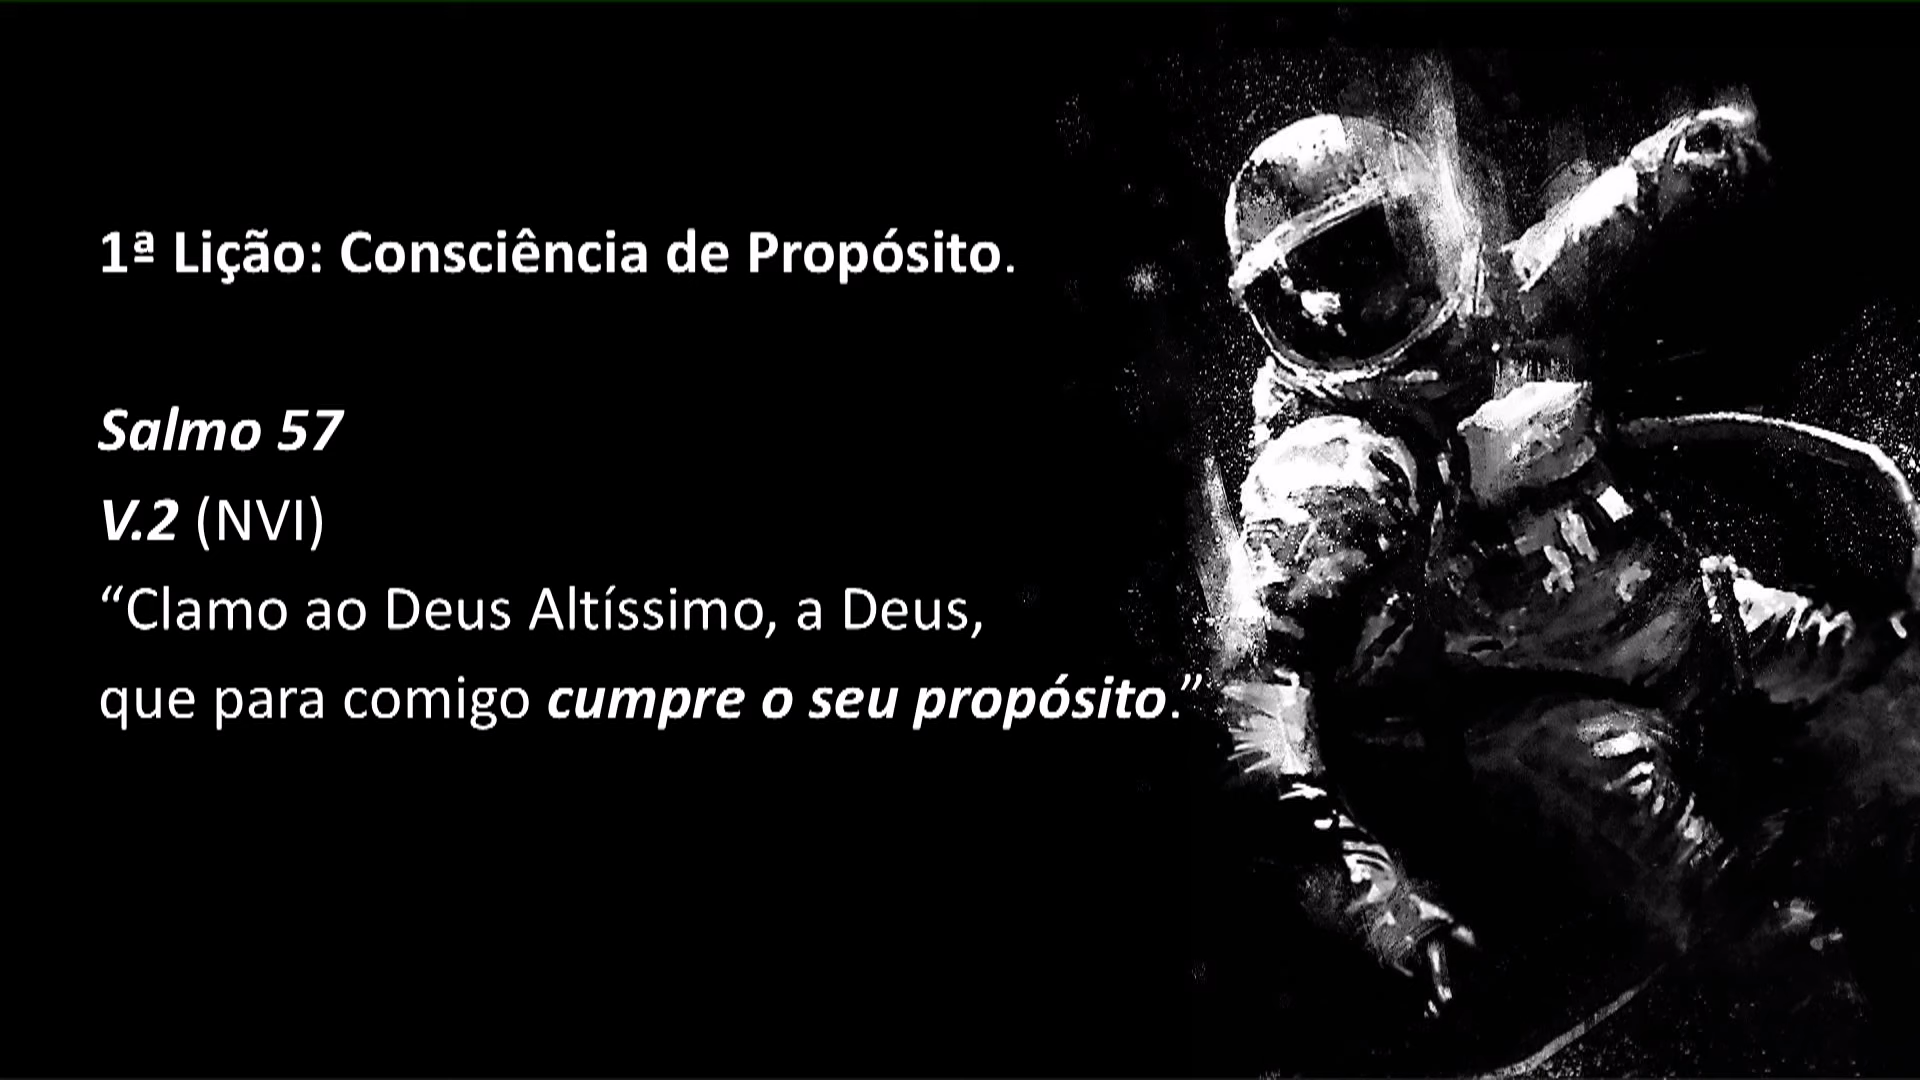 1ª Lição: Consciência de Propósito.
Salmo 57
V.2 (NVI)
“Clamo ao Deus Altíssimo, a Deus,
que para comigo cumpre o seu propósito.”